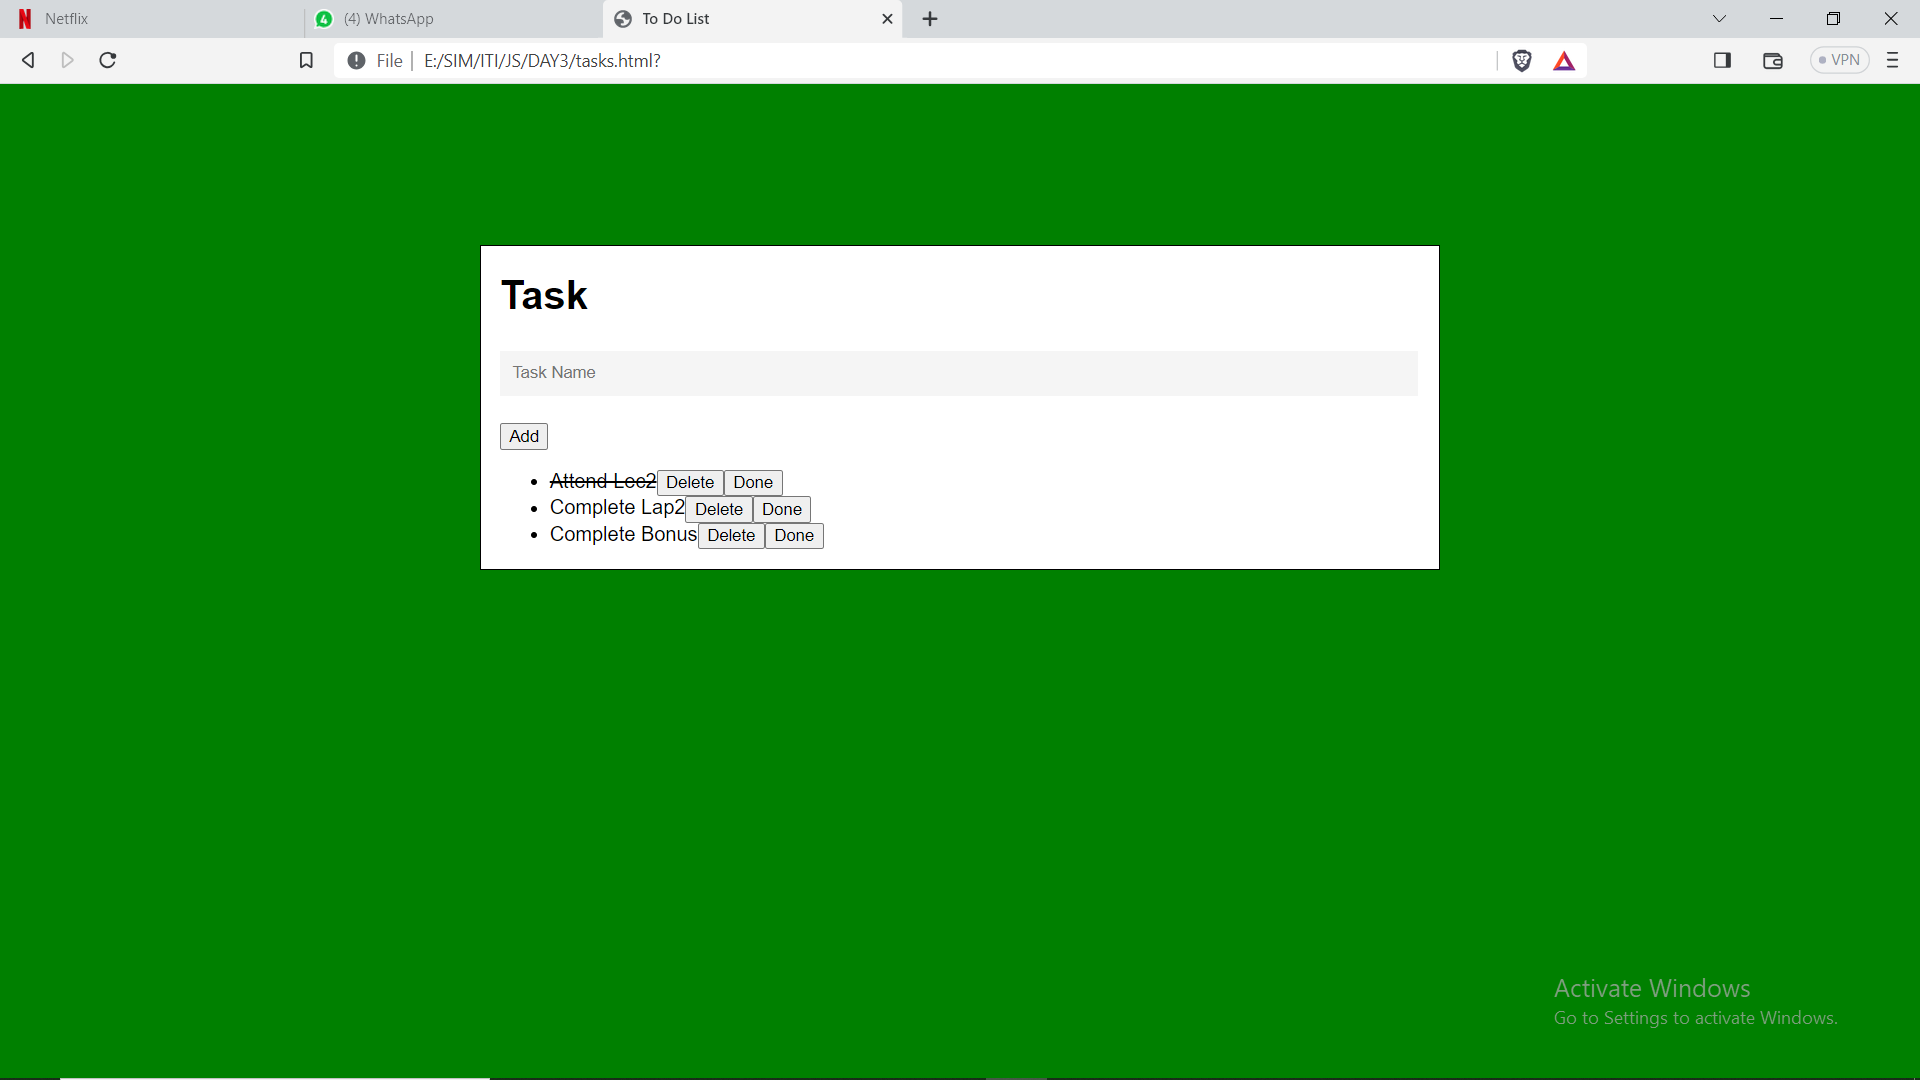 Netflix
(4) WhatsApp
To Do List
File
E:/SIM/ITI/JS/DAY3/tasks.html?
VPN
Task
Task Name
Add
Attend Lec2 Delete Done
Complete Lap2 Delete Done
Complete Bonus Delete Done
Activate Windows
Go to Settings to activate Windows.